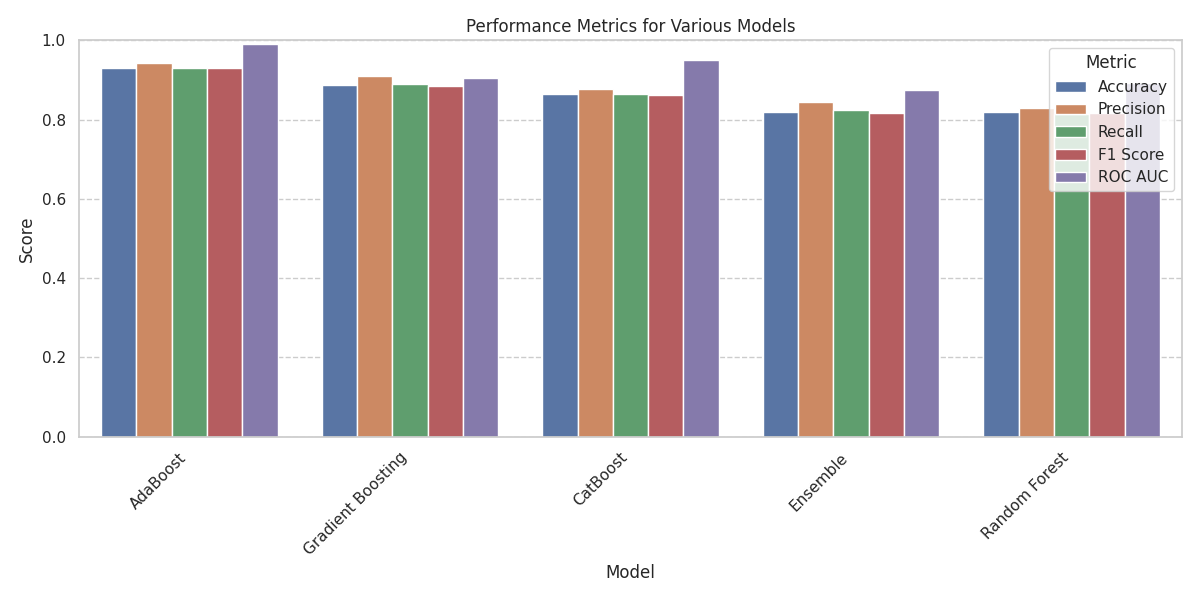 Performance Metrics for Various Models
1.0
0.8
0.6
0.4
0.2
0.0
Score
Metric
Accuracy
Precision
Recall
F1 Score
ROC AUC
AdaBoost
Gradient Boosting
CatBoost
Ensemble
Random Forest
Model